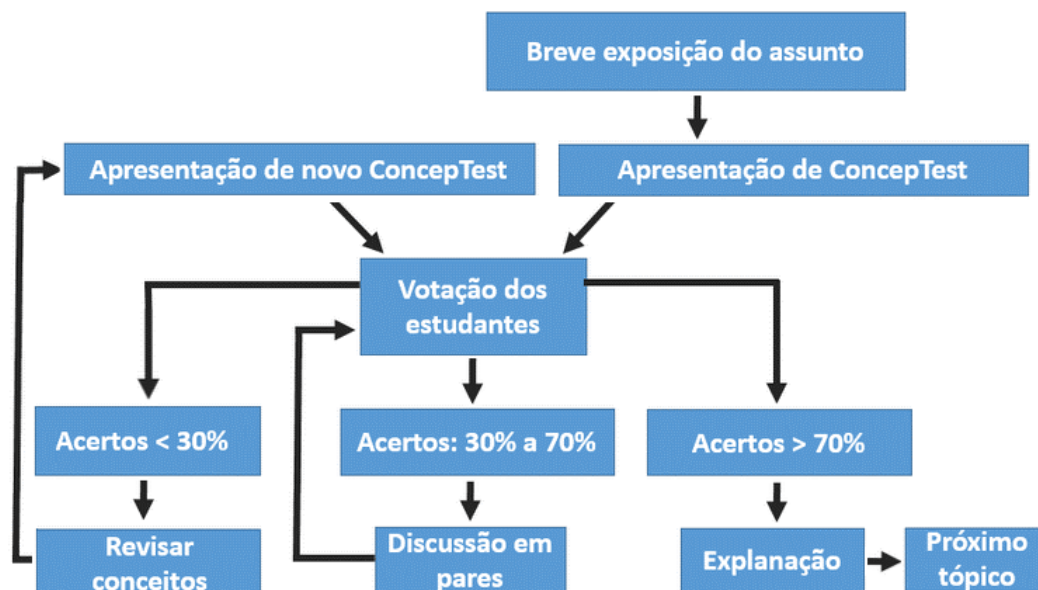 Breve exposição do assunto
Apresentação de novo ConcepTest
Apresentação de ConcepTest
Votação dos
estudantes
Acertos < 30%
Acertos: 30% a 70%
Acertos > 70%
Revisar
conceitos
Discussão em
pares
Explanação
Próximo
tópico